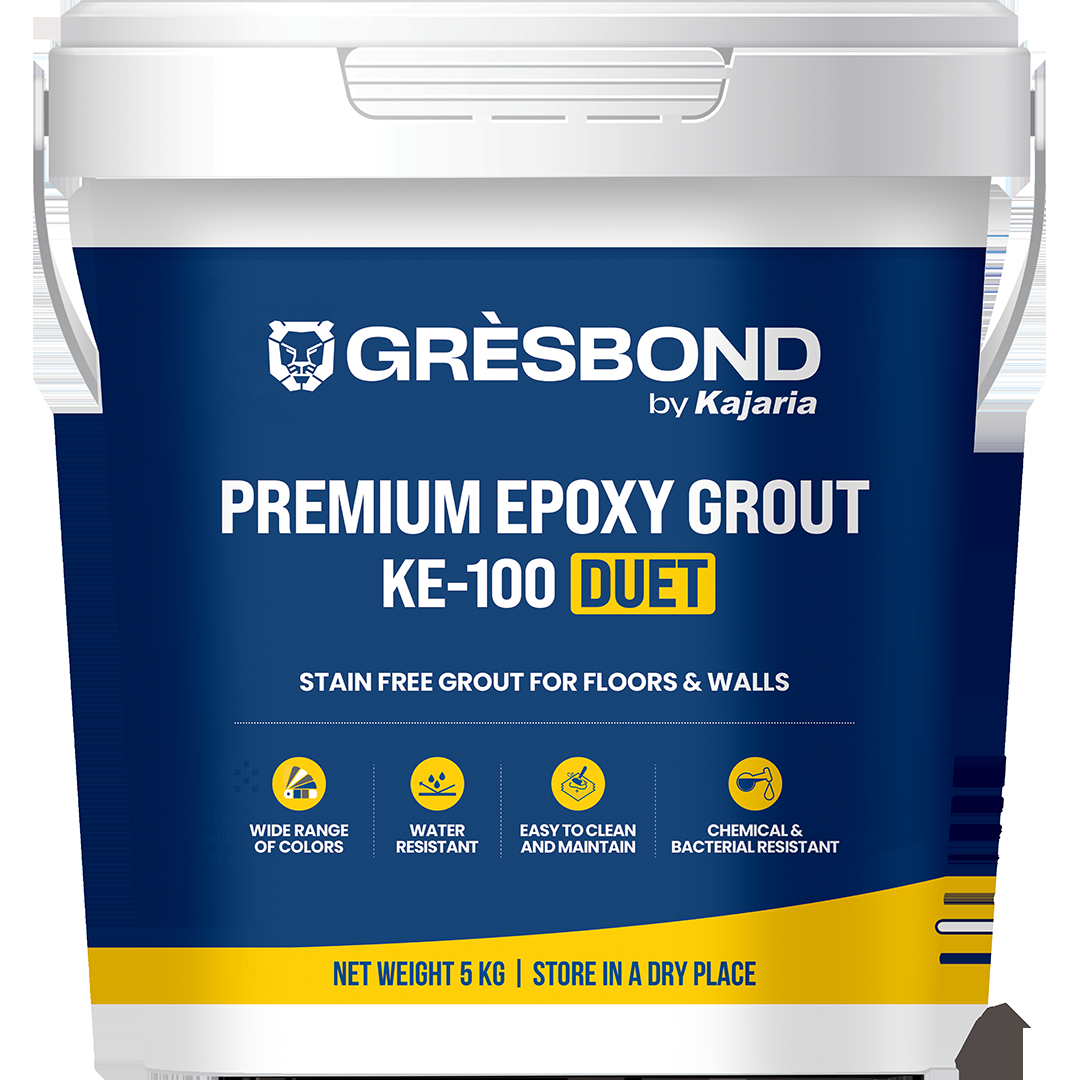 GRÈSBOND
by Kajaria
PREMIUM EPOXY GROUT
KE-100 DUET
STAIN FREE GROUT FOR FLOORS & WALLS
WIDE RANGE
OF COLORS
WATER
RESISTANT
EASY TO CLEAN
AND MAINTAIN
CHEMICAL &
BACTERIAL RESISTANT
NET WEIGHT 5 KG | STORE IN A DRY PLACE